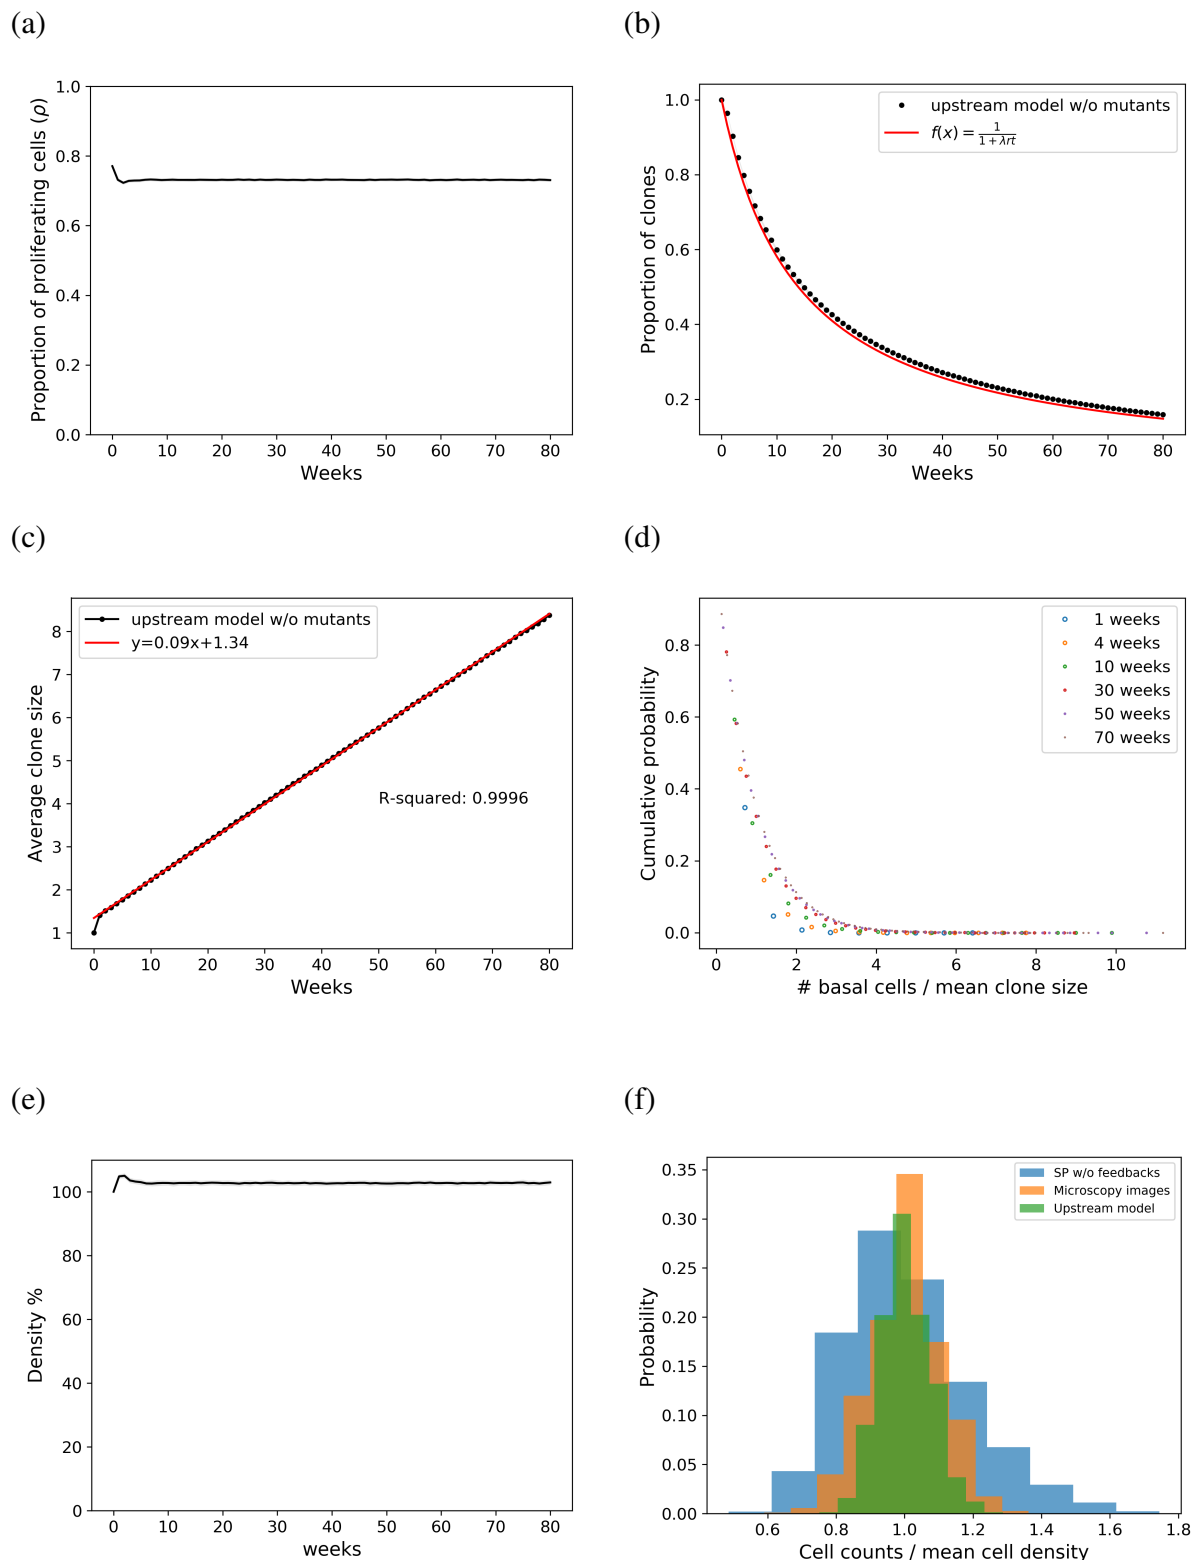 (a)
1.0
0.8
0.6
0.4
0.2
0.0
Proportion of proliferating cells (ρ)
0 10 20 30 40 50 60 70 80
Weeks
(b)
1.0
0.8
0.6
0.4
0.2
Proportion of clones
upstream model w/o mutants
f(x) = 1/(1 + λrt)
0 10 20 30 40 50 60 70 80
Weeks
(c)
8
7
6
5
4
3
2
1
Average clone size
upstream model w/o mutants
y=0.09x+1.34
R-squared: 0.9996
0 10 20 30 40 50 60 70 80
Weeks
(d)
0.8
0.6
0.4
0.2
0.0
Cumulative probability
1 weeks
4 weeks
10 weeks
30 weeks
50 weeks
70 weeks
0 2 4 6 8 10
# basal cells / mean clone size
(e)
100
80
60
40
20
0
Density %
0 10 20 30 40 50 60 70 80
weeks
(f)
0.35
0.30
0.25
0.20
0.15
0.10
0.05
0.00
Probability
SP w/o feedbacks
Microscopy images
Upstream model
0.6 0.8 1.0 1.2 1.4 1.6 1.8
Cell counts / mean cell density